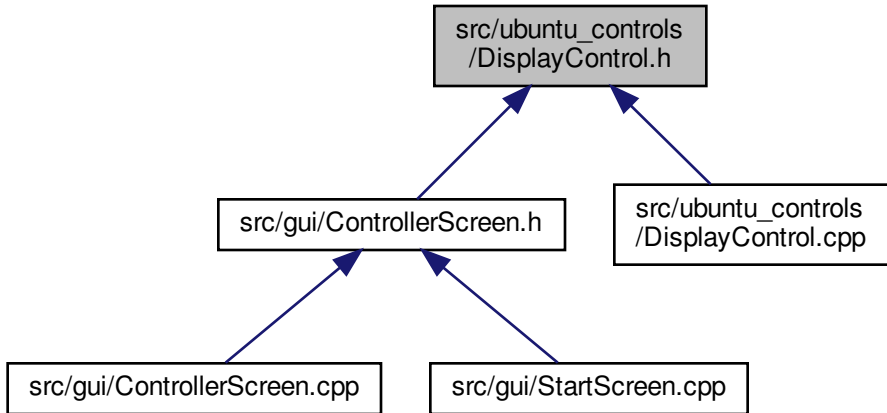 src/ubuntu_controls
/DisplayControl.h
src/gui/ControllerScreen.h
src/ubuntu_controls
/DisplayControl.cpp
src/gui/ControllerScreen.cpp
src/gui/StartScreen.cpp